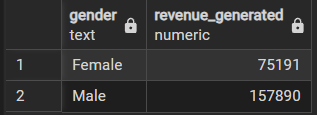 gender revenue_generated
text numeric
1 Female 75191
2 Male 157890